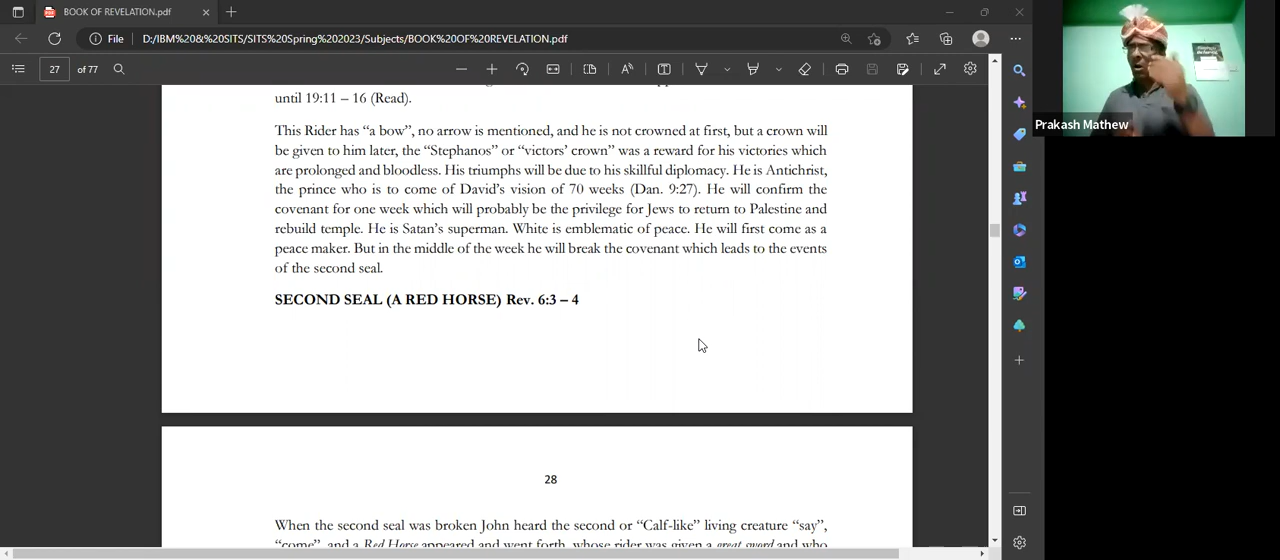 BOOK OF REVELATION.pdf
File
D:/IBM%20&%20SITS/SITS%20Spring%202023/Subjects/BOOK%20OF%20REVELATION.pdf
27
of 77
until 19:11 – 16 (Read).
This Rider has “a bow”, no arrow is mentioned, and he is not crowned at first, but a crown will
be given to him later, the “Stephanos” or “victors’ crown” was a reward for his victories which
are prolonged and bloodless. His triumphs will be due to his skillful diplomacy. He is Antichrist,
the prince who is to come of David’s vision of 70 weeks (Dan. 9:27). He will confirm the
covenant for one week which will probably be the privilege for Jews to return to Palestine and
rebuild temple. He is Satan’s superman. White is emblematic of peace. He will first come as a
peace maker. But in the middle of the week he will break the covenant which leads to the events
of the second seal.
SECOND SEAL (A RED HORSE) Rev. 6:3 – 4
28
When the second seal was broken John heard the second or “Calf-like” living creature “say”,
“come”, and a Red Horse appeared and went forth, whose rider was given a great sword and who
Prakash Mathew